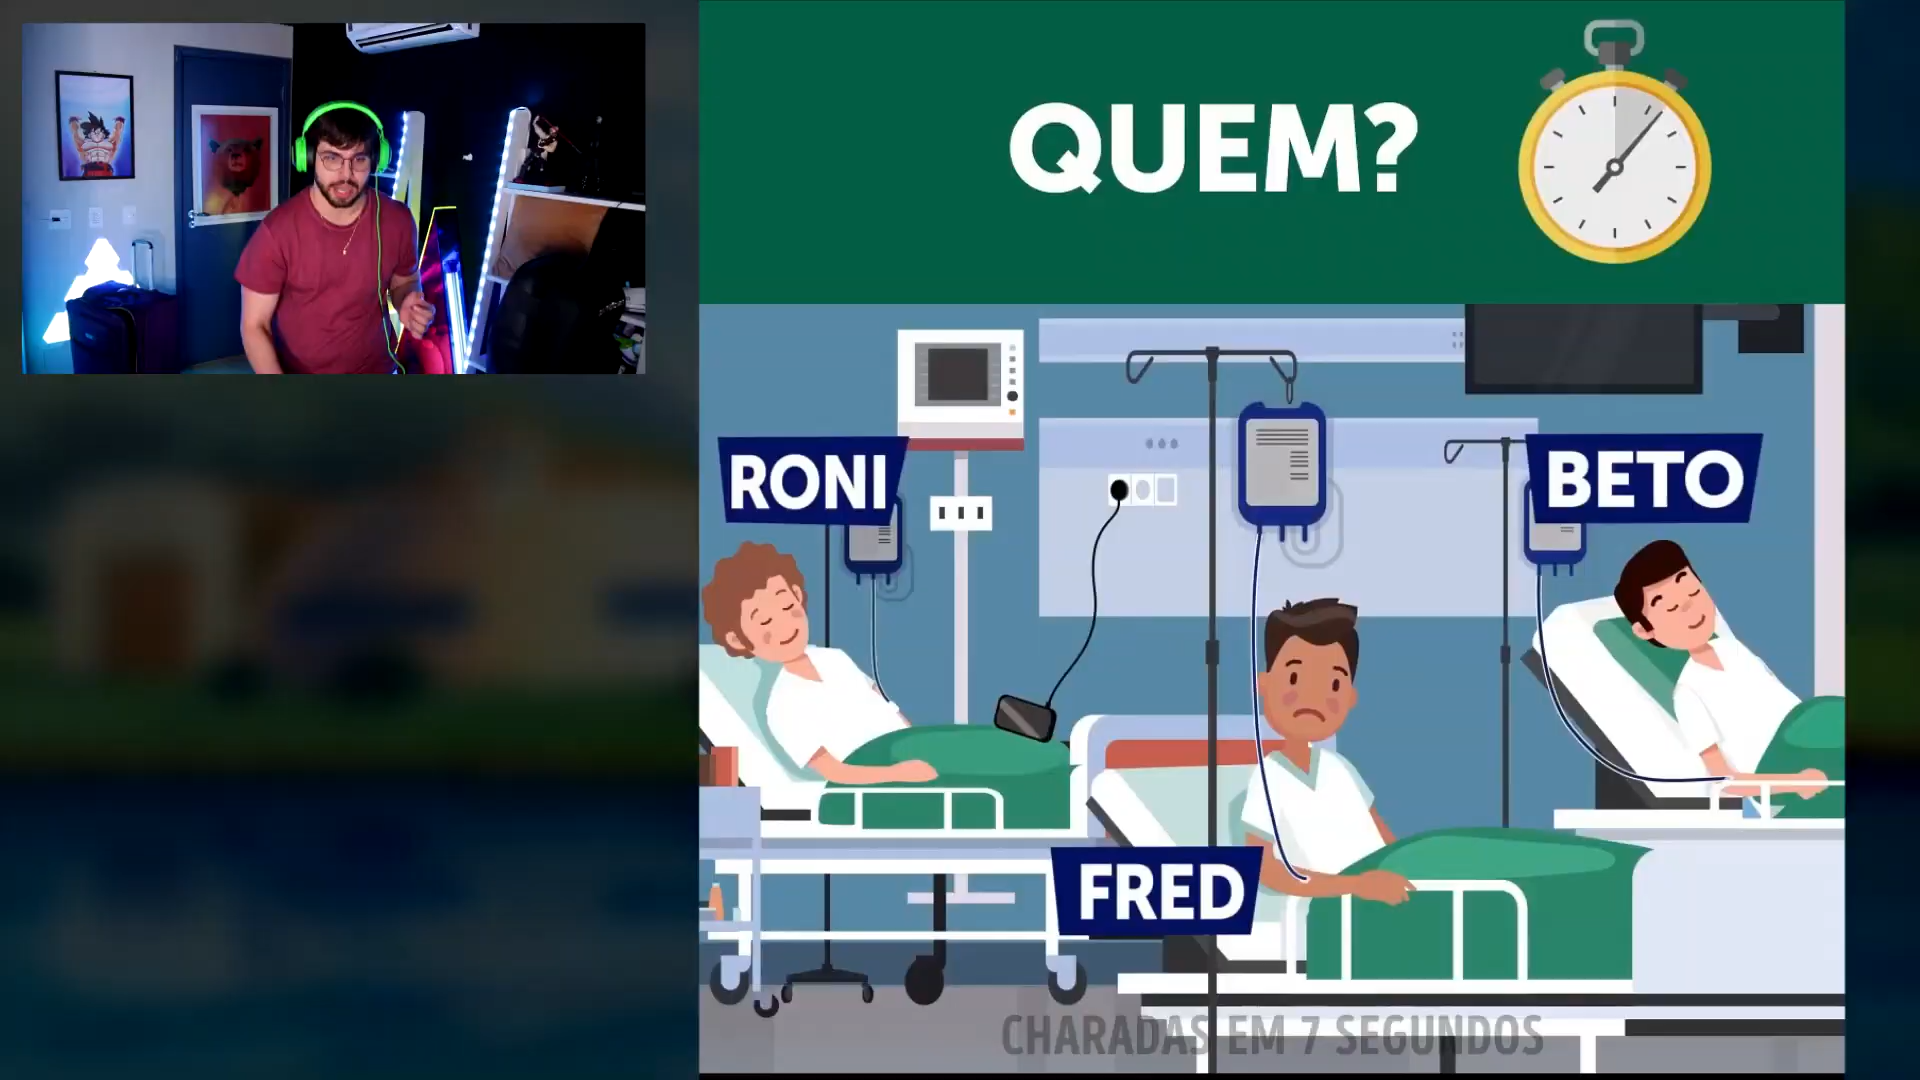 QUEM?
RONI
BETO
FRED
CHARADAS EM 7 SEGUNDOS